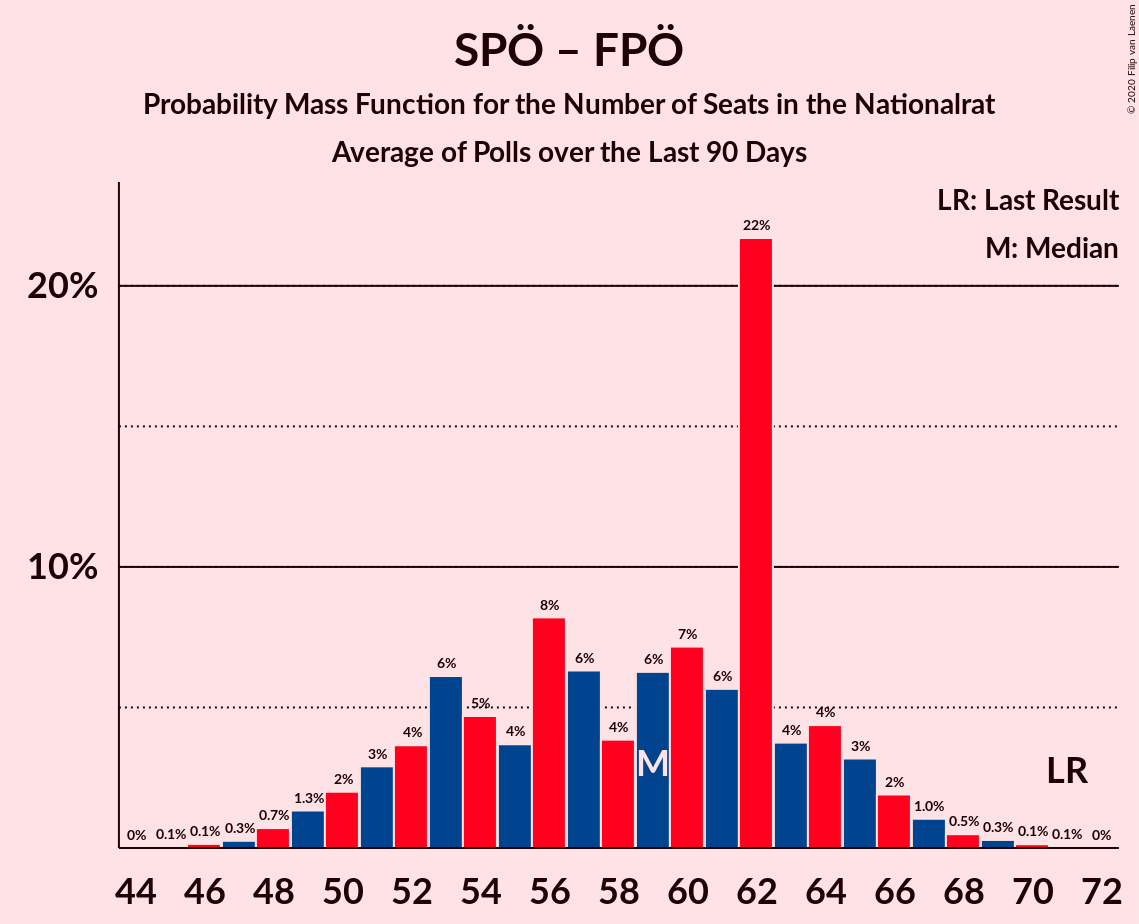 SPÖ – FPÖ
Probability Mass Function for the Number of Seats in the Nationalrat
Average of Polls over the Last 90 Days
© 2020 Filip van Laenen
LR: Last Result
M: Median
20%
10%
0% 0.1% 0.1% 0.3% 0.7% 1.3% 2% 3% 4% 6% 5% 4% 8% 6% 4% 6% 7% 6% 22% 4% 4% 3% 2% 1.0% 0.5% 0.3% 0.1% 0.1% 0%
M
LR
44 46 48 50 52 54 56 58 60 62 64 66 68 70 72